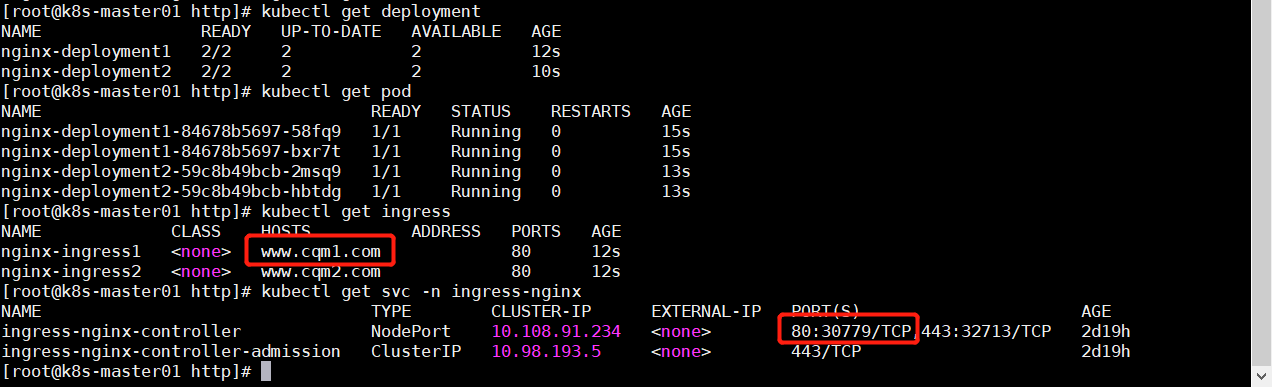 [root@k8s-master01 http]# kubectl get deployment
NAME                READY   UP-TO-DATE   AVAILABLE   AGE
nginx-deployment1   2/2     2            2           12s
nginx-deployment2   2/2     2            2           10s
[root@k8s-master01 http]# kubectl get pod
NAME                                 READY   STATUS    RESTARTS   AGE
nginx-deployment1-84678b5697-58fq9   1/1     Running   0          15s
nginx-deployment1-84678b5697-bxr7t   1/1     Running   0          15s
nginx-deployment2-59c8b49bcb-2msq9   1/1     Running   0          13s
nginx-deployment2-59c8b49bcb-hbtdg   1/1     Running   0          13s
[root@k8s-master01 http]# kubectl get ingress
NAME             CLASS    HOSTS          ADDRESS   PORTS   AGE
nginx-ingress1   <none>   www.cqm1.com             80      12s
nginx-ingress2   <none>   www.cqm2.com             80      12s
[root@k8s-master01 http]# kubectl get svc -n ingress-nginx
NAME                                 TYPE        CLUSTER-IP      EXTERNAL-IP   PORT(S)                      AGE
ingress-nginx-controller             NodePort    10.108.91.234   <none>        80:30779/TCP,443:32713/TCP   2d19h
ingress-nginx-controller-admission   ClusterIP   10.98.193.5     <none>        443/TCP                      2d19h
[root@k8s-master01 http]#